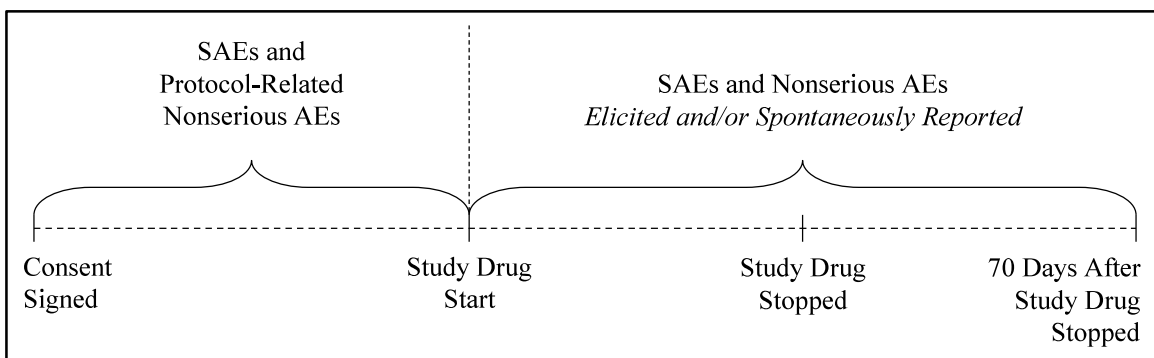 SAEs and
Protocol-Related
Nonserious AEs
SAEs and Nonserious AEs
Elicited and/or Spontaneously Reported
Consent
Signed
Study Drug
Start
Study Drug
Stopped
70 Days After
Study Drug
Stopped